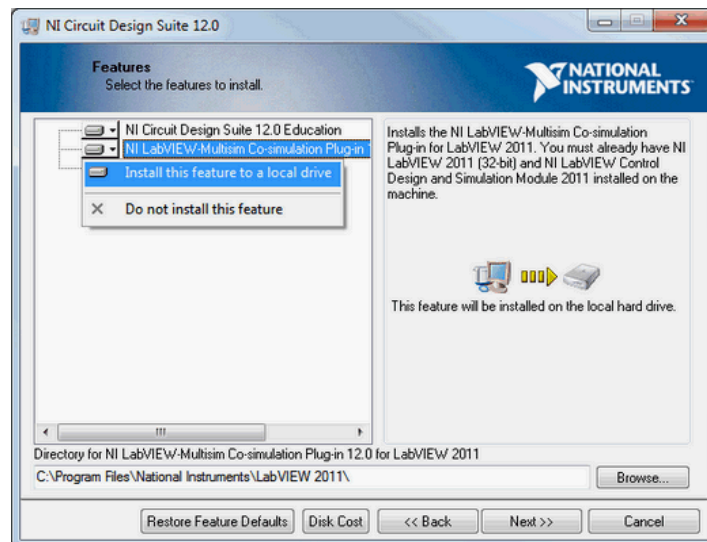 NI Circuit Design Suite 12.0
Features
Select the features to install.
NATIONAL
INSTRUMENTS
NI Circuit Design Suite 12.0 Education
NI LabVIEW-Multisim Co-simulation Plug-in
Install this feature to a local drive
Do not install this feature
Installs the NI LabVIEW-Multisim Co-simulation
Plug-in for LabVIEW 2011. You must already have NI
LabVIEW 2011 (32-bit) and NI LabVIEW Control
Design and Simulation Module 2011 installed on the
machine.
This feature will be installed on the local hard drive.
Directory for NI LabVIEW-Multisim Co-simulation Plug-in 12.0 for LabVIEW 2011
C:\Program Files\National Instruments\LabVIEW 2011\
Browse...
Restore Feature Defaults
Disk Cost
<< Back
Next >>
Cancel